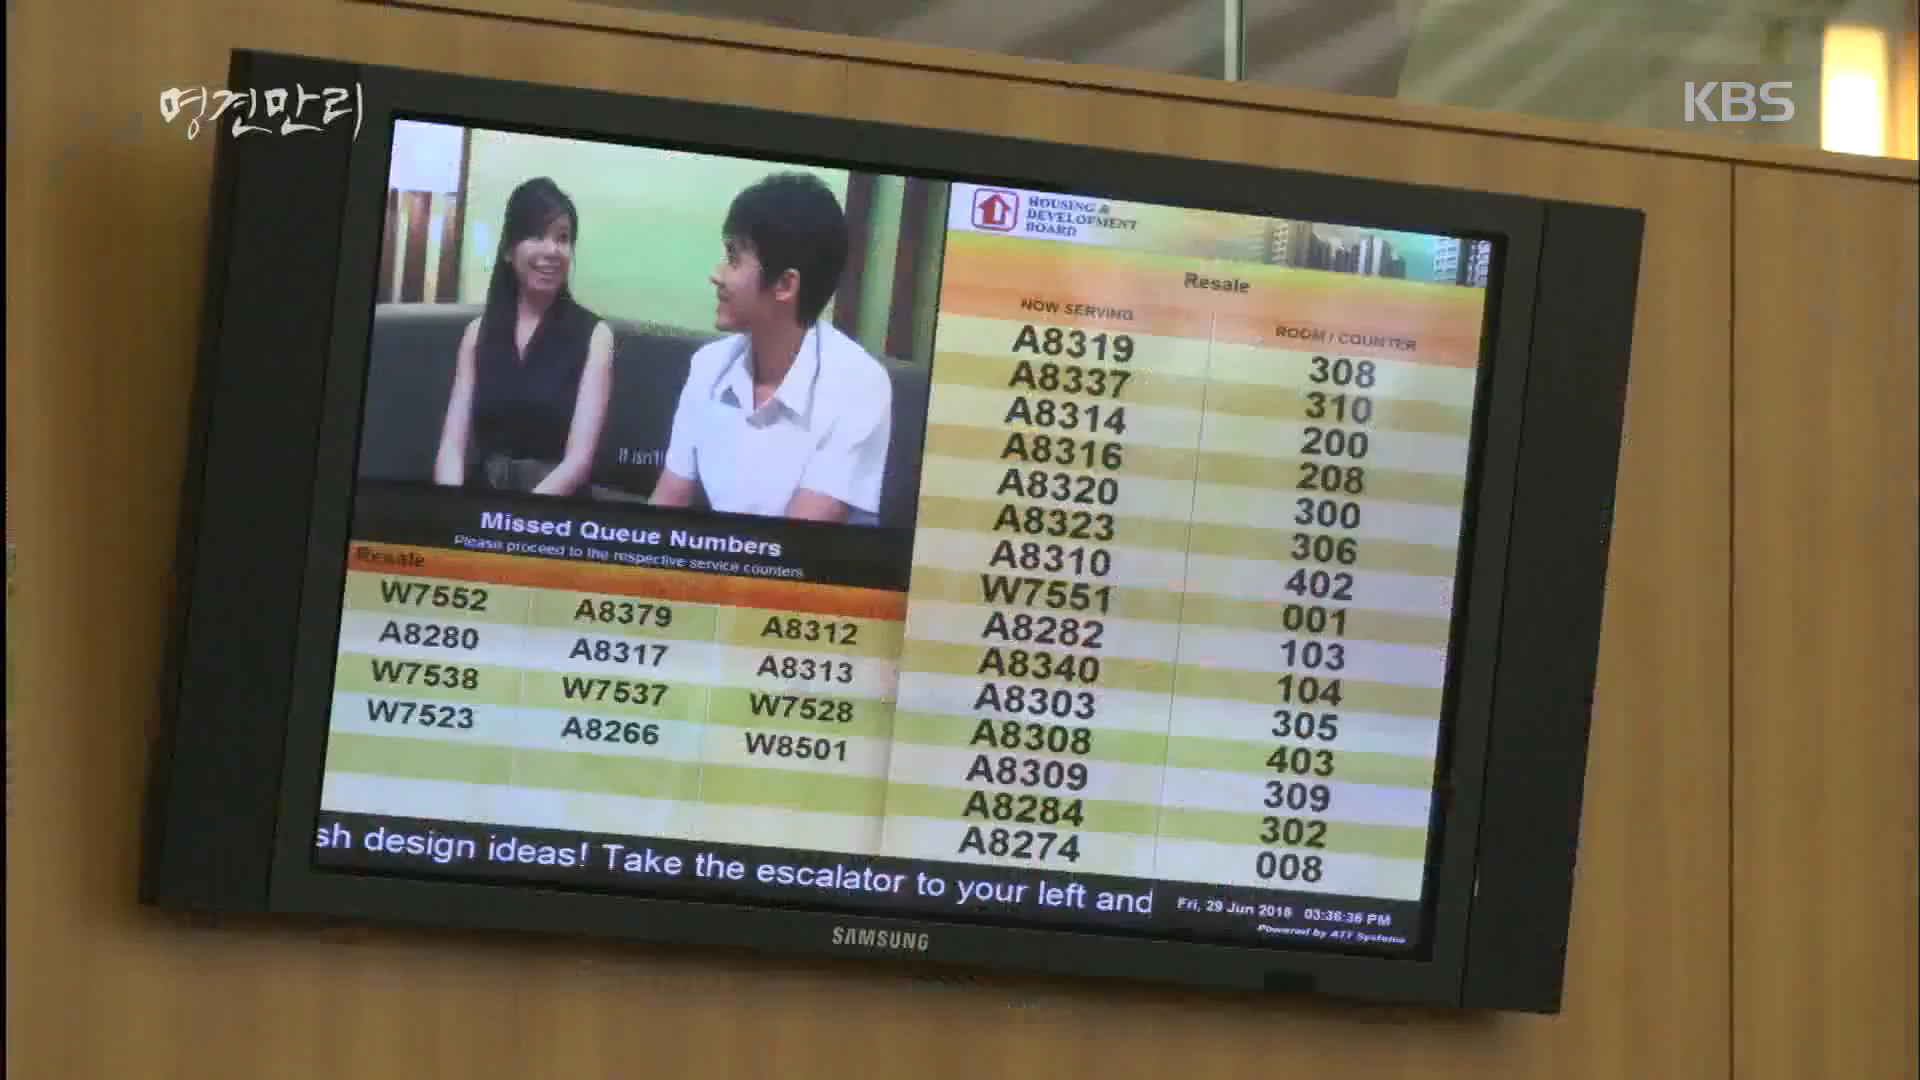 명견만리
KBS
HOUSING &
DEVELOPMENT
BOARD
Resale
NOW SERVING ROOM / COUNTER
A8319 308
A8337 310
A8314 200
A8316 208
A8320 300
A8323 306
A8310 402
W7551 001
A8282 103
A8340 104
A8303 305
A8308 403
A8309 309
A8284 302
A8274 008
It isn't
Missed Queue Numbers
Please proceed to the respective service counters
Resale
W7552 A8379 A8312
A8280 A8317 A8313
W7538 W7537 W7528
W7523 A8266 W8501
sh design ideas! Take the escalator to your left and
Fri, 29 Jun 2018 03:36:36 PM
Powered by ATT Systems
SAMSUNG